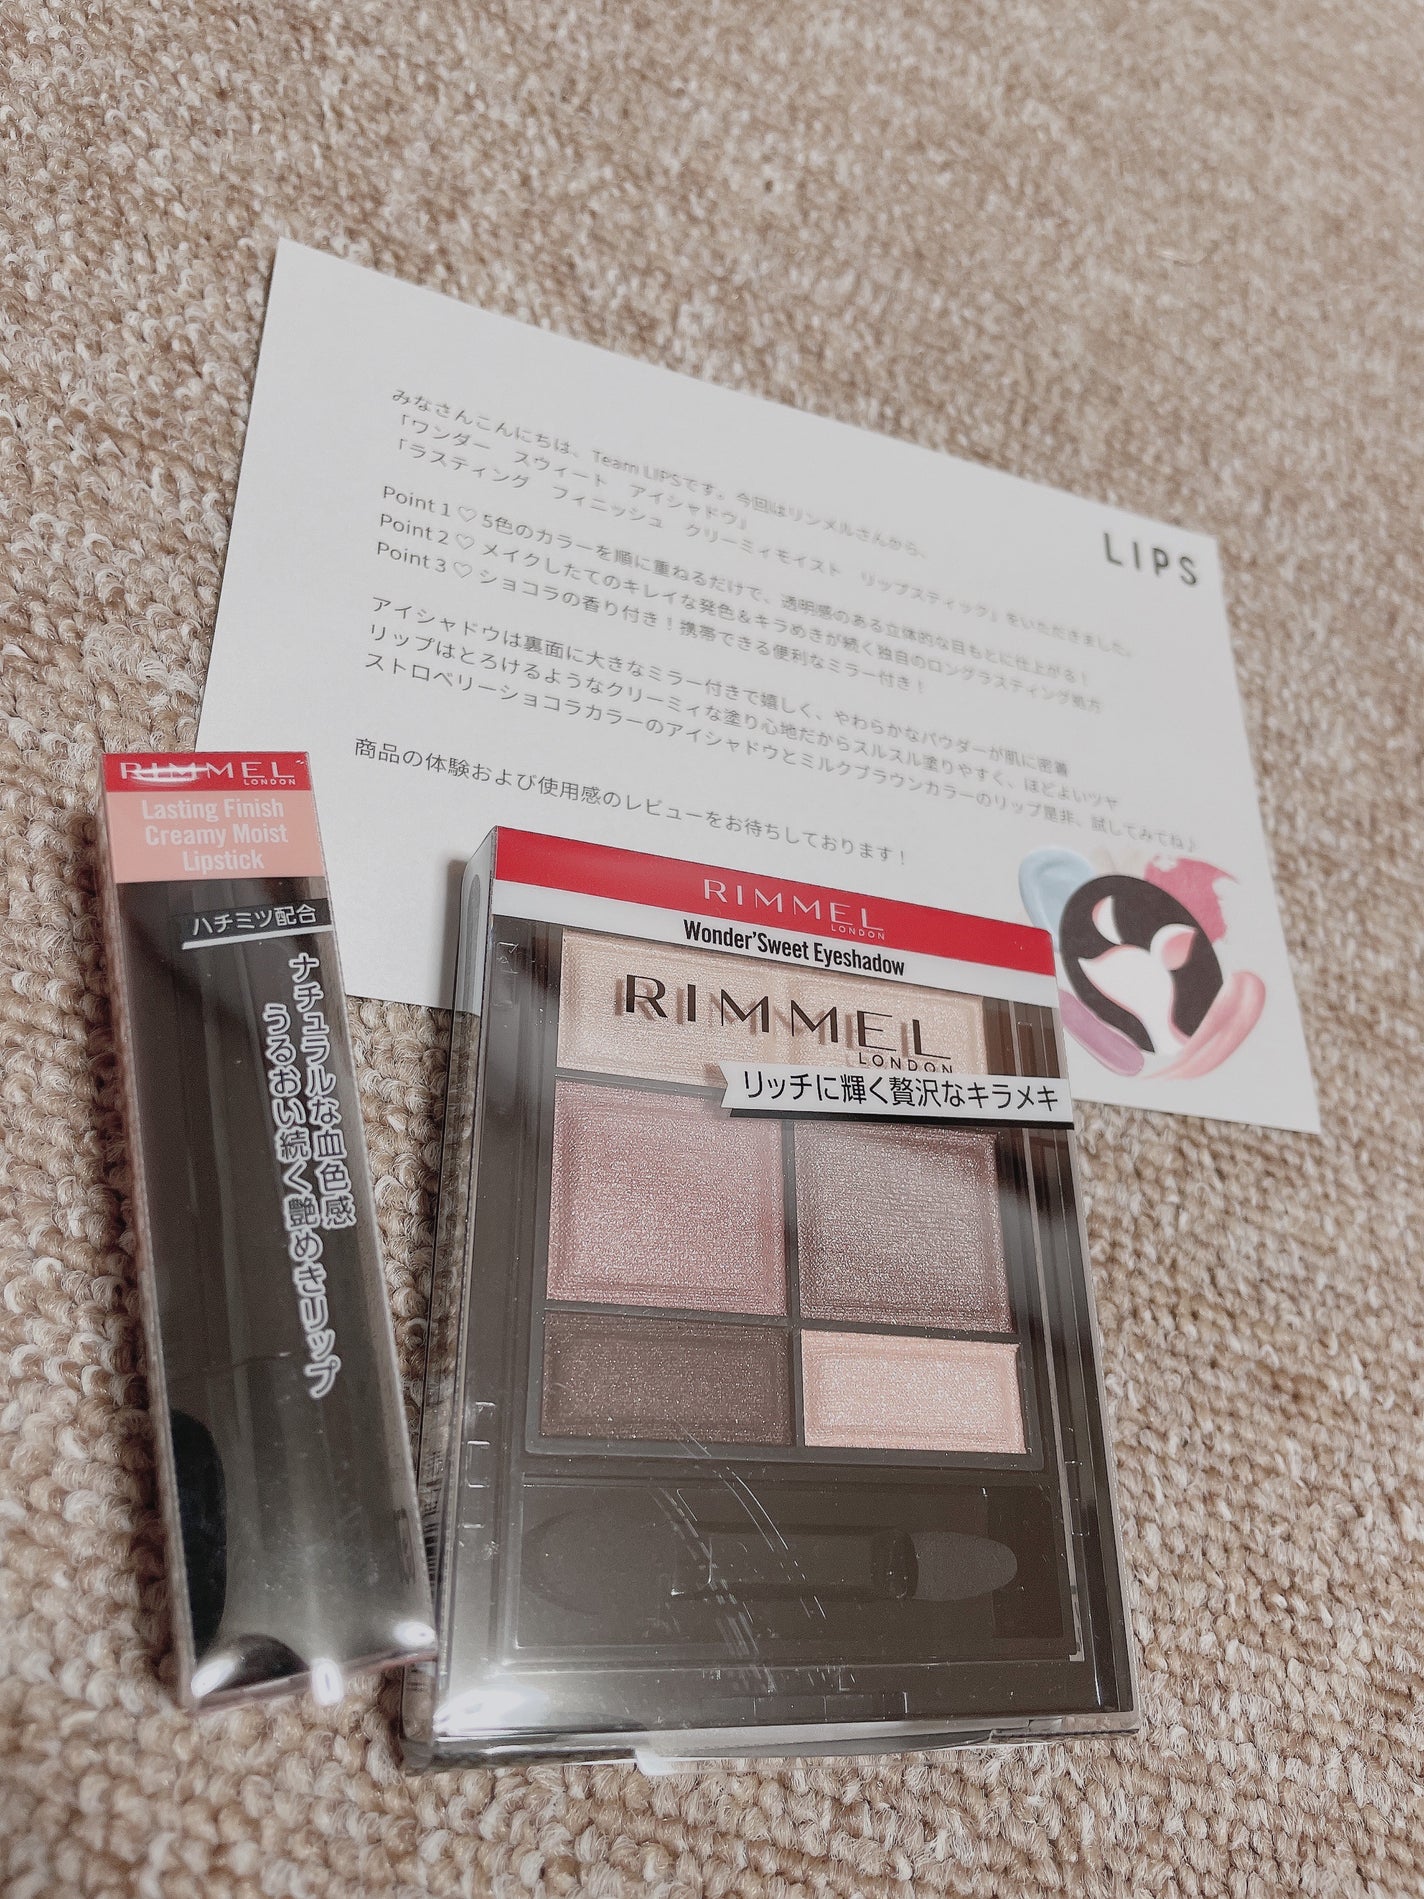 LIPS
みなさんこんにちは、Team LIPSです。今回はリンメルさんから、
「ワンダー スウィート アイシャドウ」
「ラスティング フィニッシュ クリーミィモイスト リップスティック」をいただきました。
Point 1♡5色のカラーを順に重ねるだけで、透明感のある立体的な目もとに仕上がる！
Point 2♡メイクしたてのキレイな発色＆キラめきが続く独自のロングラスティング処方
Point 3♡ショコラの香り付き！携帯できる便利なミラー付き！
アイシャドウは裏面に大きなミラー付きで嬉しく、やわらかなパウダーが肌に密着
リップはとろけるようなクリーミィな塗り心地だからスルスル塗りやすく、ほどよいツヤ
ストロベリーショコラカラーのアイシャドウとミルクブラウンカラーのリップ是非、試してみてね♪
商品の体験および使用感のレビューをお待ちしております！
RIMMEL
LONDON
Lasting Finish
Creamy Moist
Lipstick
ハチミツ配合
ナチュラルな血色感
うるおい続く艶めきリップ
RIMMEL
LONDON
Wonder'Sweet Eyeshadow
RIMMEL
LONDON
リッチに輝く贅沢なキラメキ